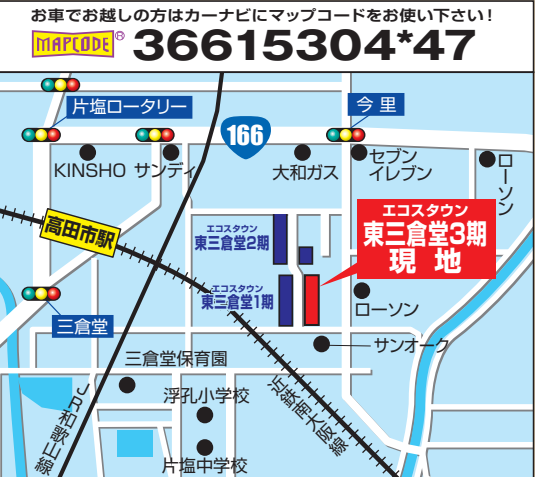 お車でお越しの方はカーナビにマップコードをお使い下さい!
MAPCODE® 36615304*47
片塩ロータリー
今里
166
KINSHO
サンディ
大和ガス
セブン
イレブン
ローソン
高田市駅
エコスタウン
東三倉堂2期
エコスタウン
東三倉堂3期
現地
エコスタウン
東三倉堂1期
ローソン
三倉堂
サンオーク
三倉堂保育園
浮孔小学校
近鉄南大阪線
JR和歌山線
片塩中学校